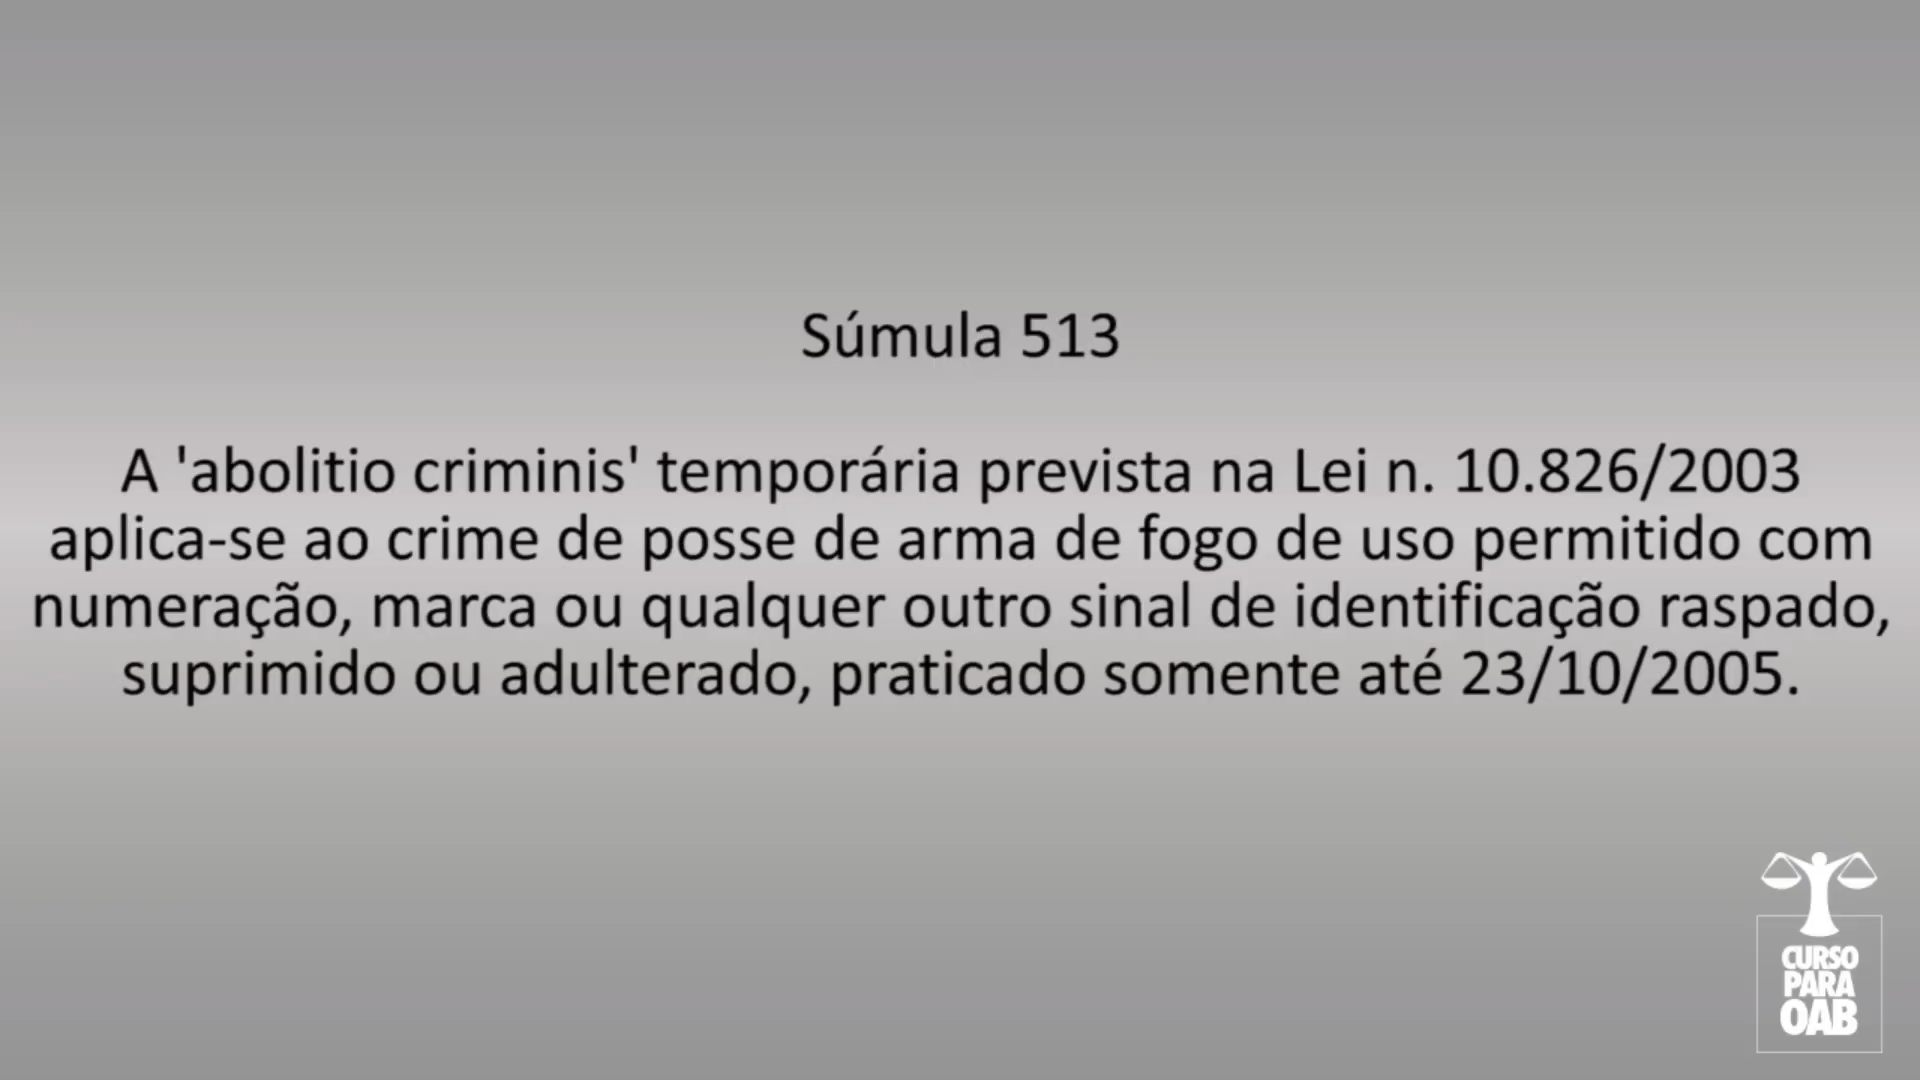 Súmula 513
A 'abolitio criminis' temporária prevista na Lei n. 10.826/2003
aplica-se ao crime de posse de arma de fogo de uso permitido com
numeração, marca ou qualquer outro sinal de identificação raspado,
suprimido ou adulterado, praticado somente até 23/10/2005.
CURSO
PARA
OAB